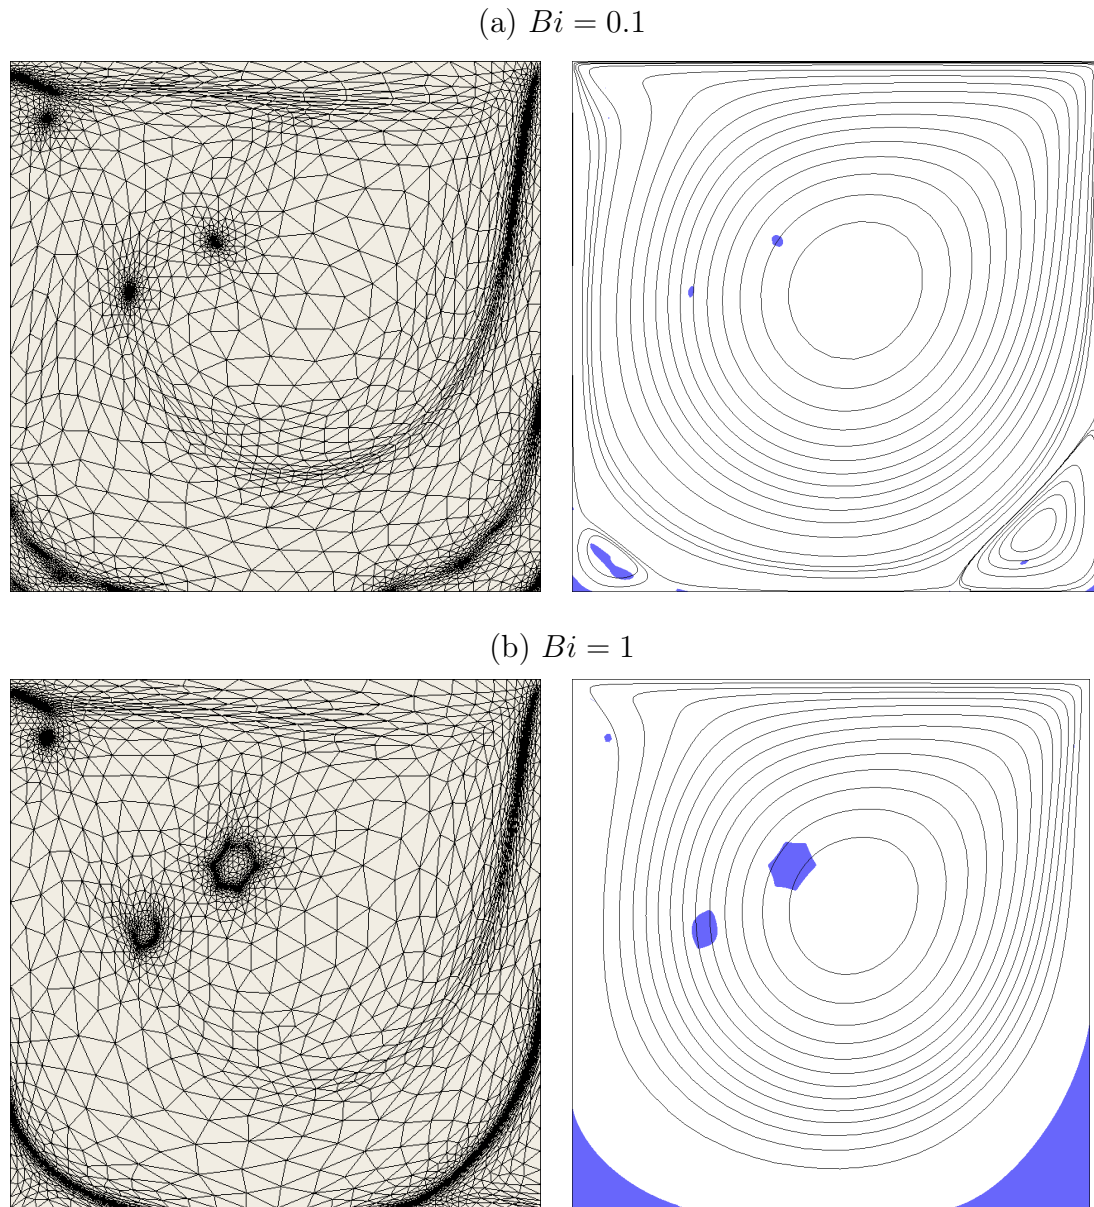 (a) Bi = 0.1
(b) Bi = 1